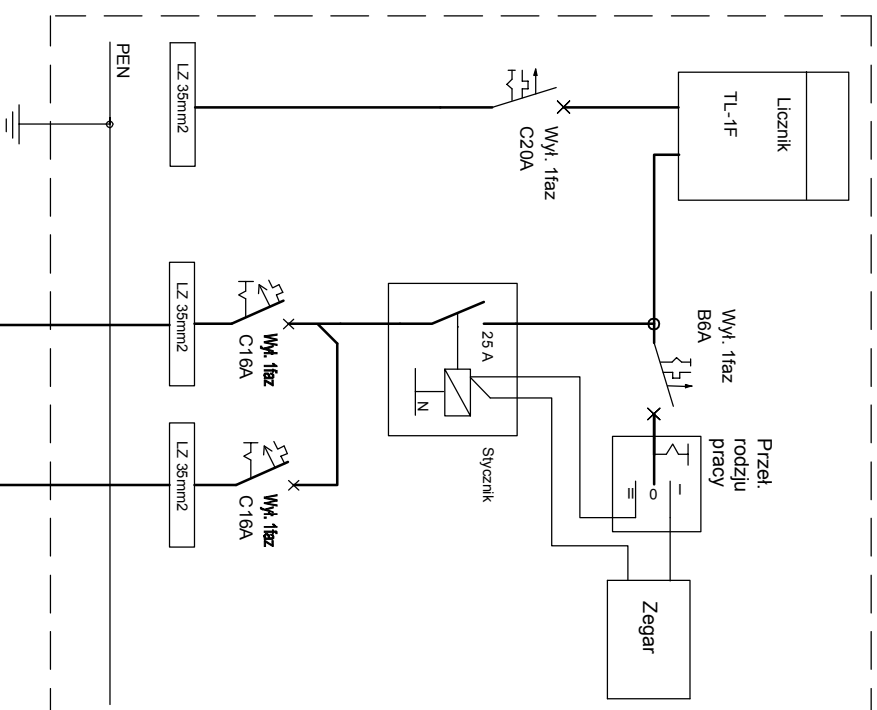 PEN
LZ 35mm2
Wył. 1faz
C20A
Licznik
TL-1F
LZ 35mm2
Wył. 1faz
C16A
25 A
N
Stycznik
Wył. 1faz
B6A
LZ 35mm2
Wył. 1faz
C16A
Przeł.
rodzju
pracy
I
O
II
Zegar